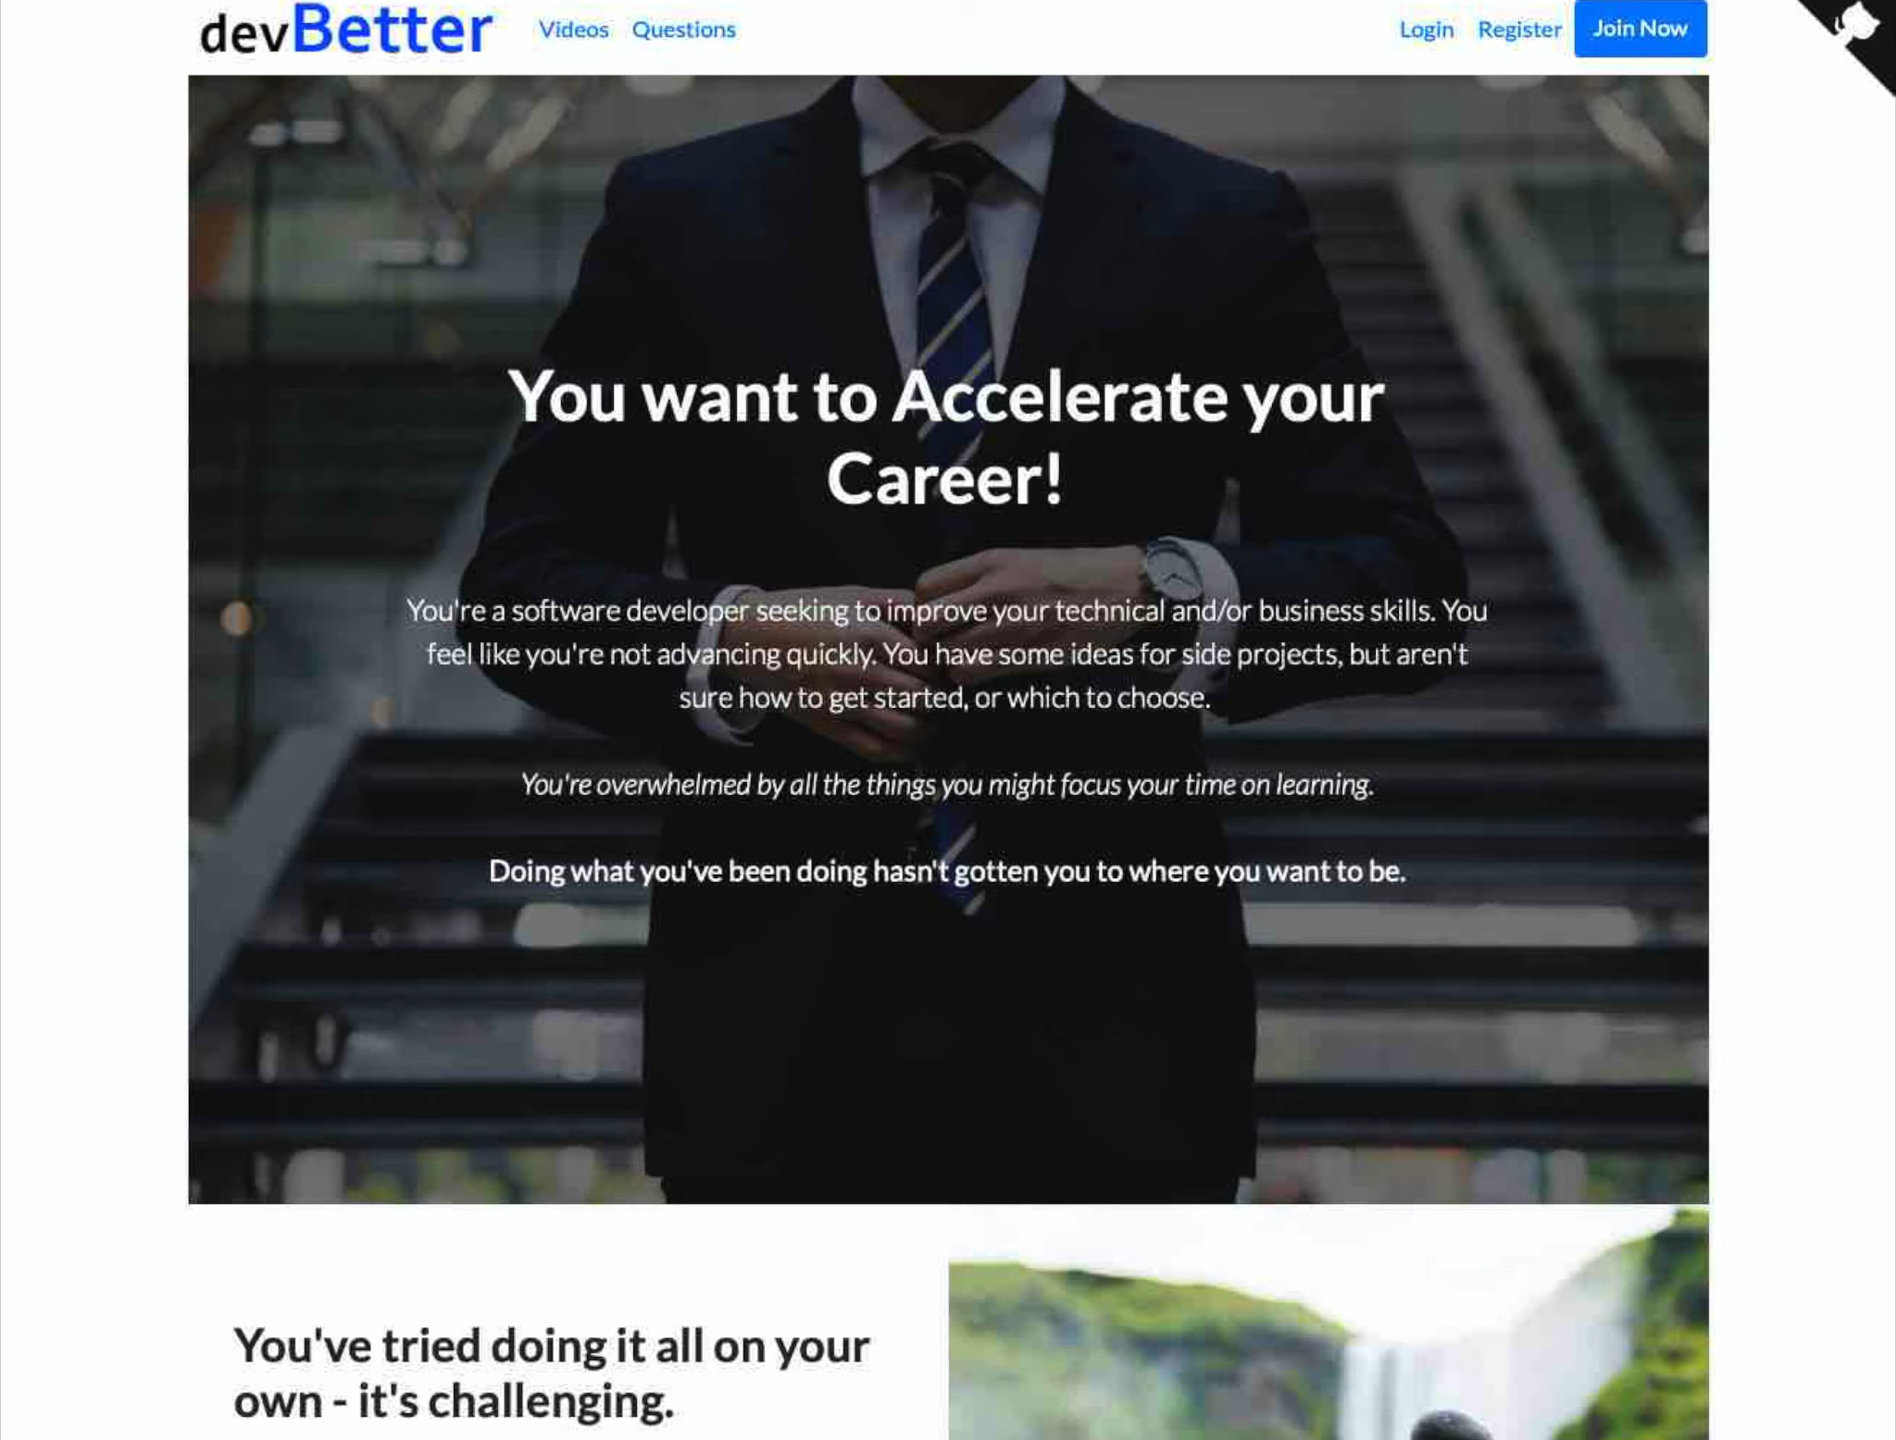 devBetter Videos Questions Login Register Join Now
You want to Accelerate your
Career!
You're a software developer seeking to improve your technical and/or business skills. You
feel like you're not advancing quickly. You have some ideas for side projects, but aren't
sure how to get started, or which to choose.
You're overwhelmed by all the things you might focus your time on learning.
Doing what you've been doing hasn't gotten you to where you want to be.
You've tried doing it all on your
own - it's challenging.